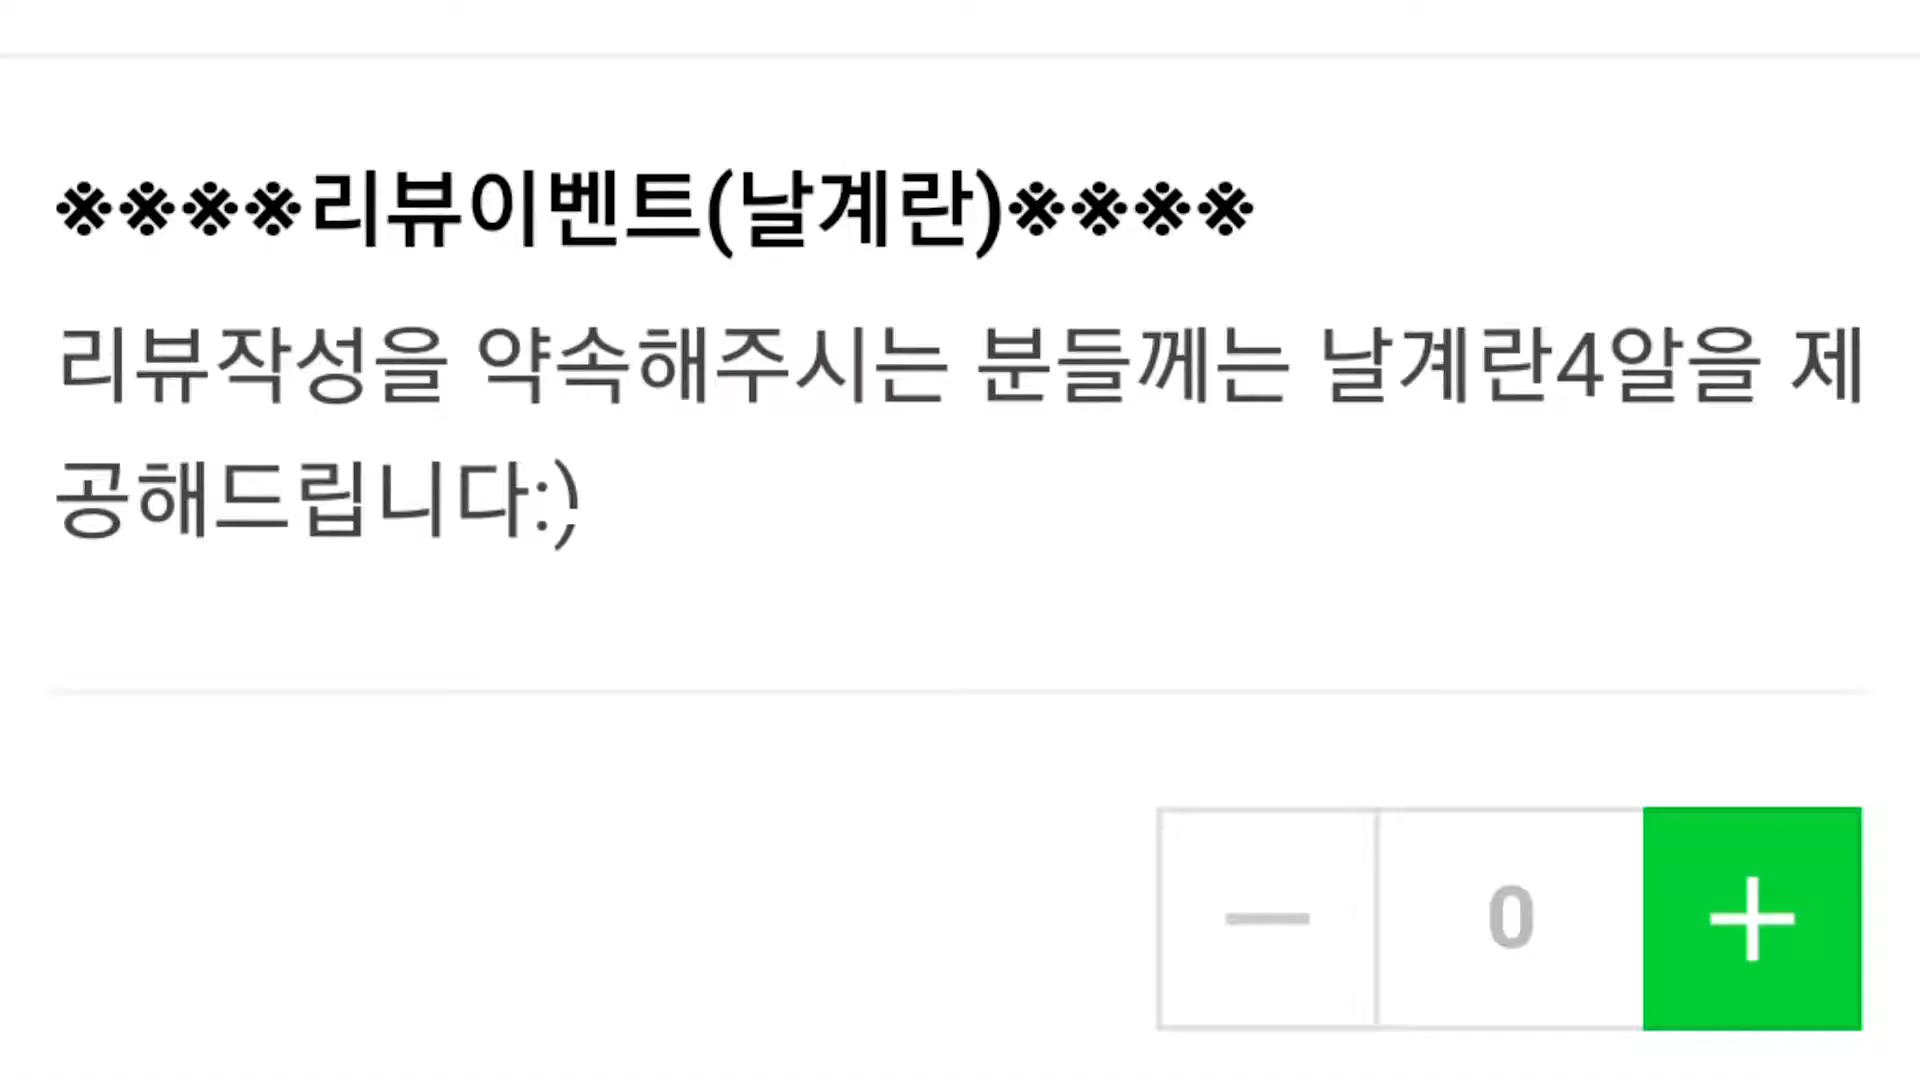 ※※※※리뷰이벤트(날계란)※※※※
리뷰작성을 약속해주시는 분들께는 날계란4알을 제
공해드립니다:)
— 0 +